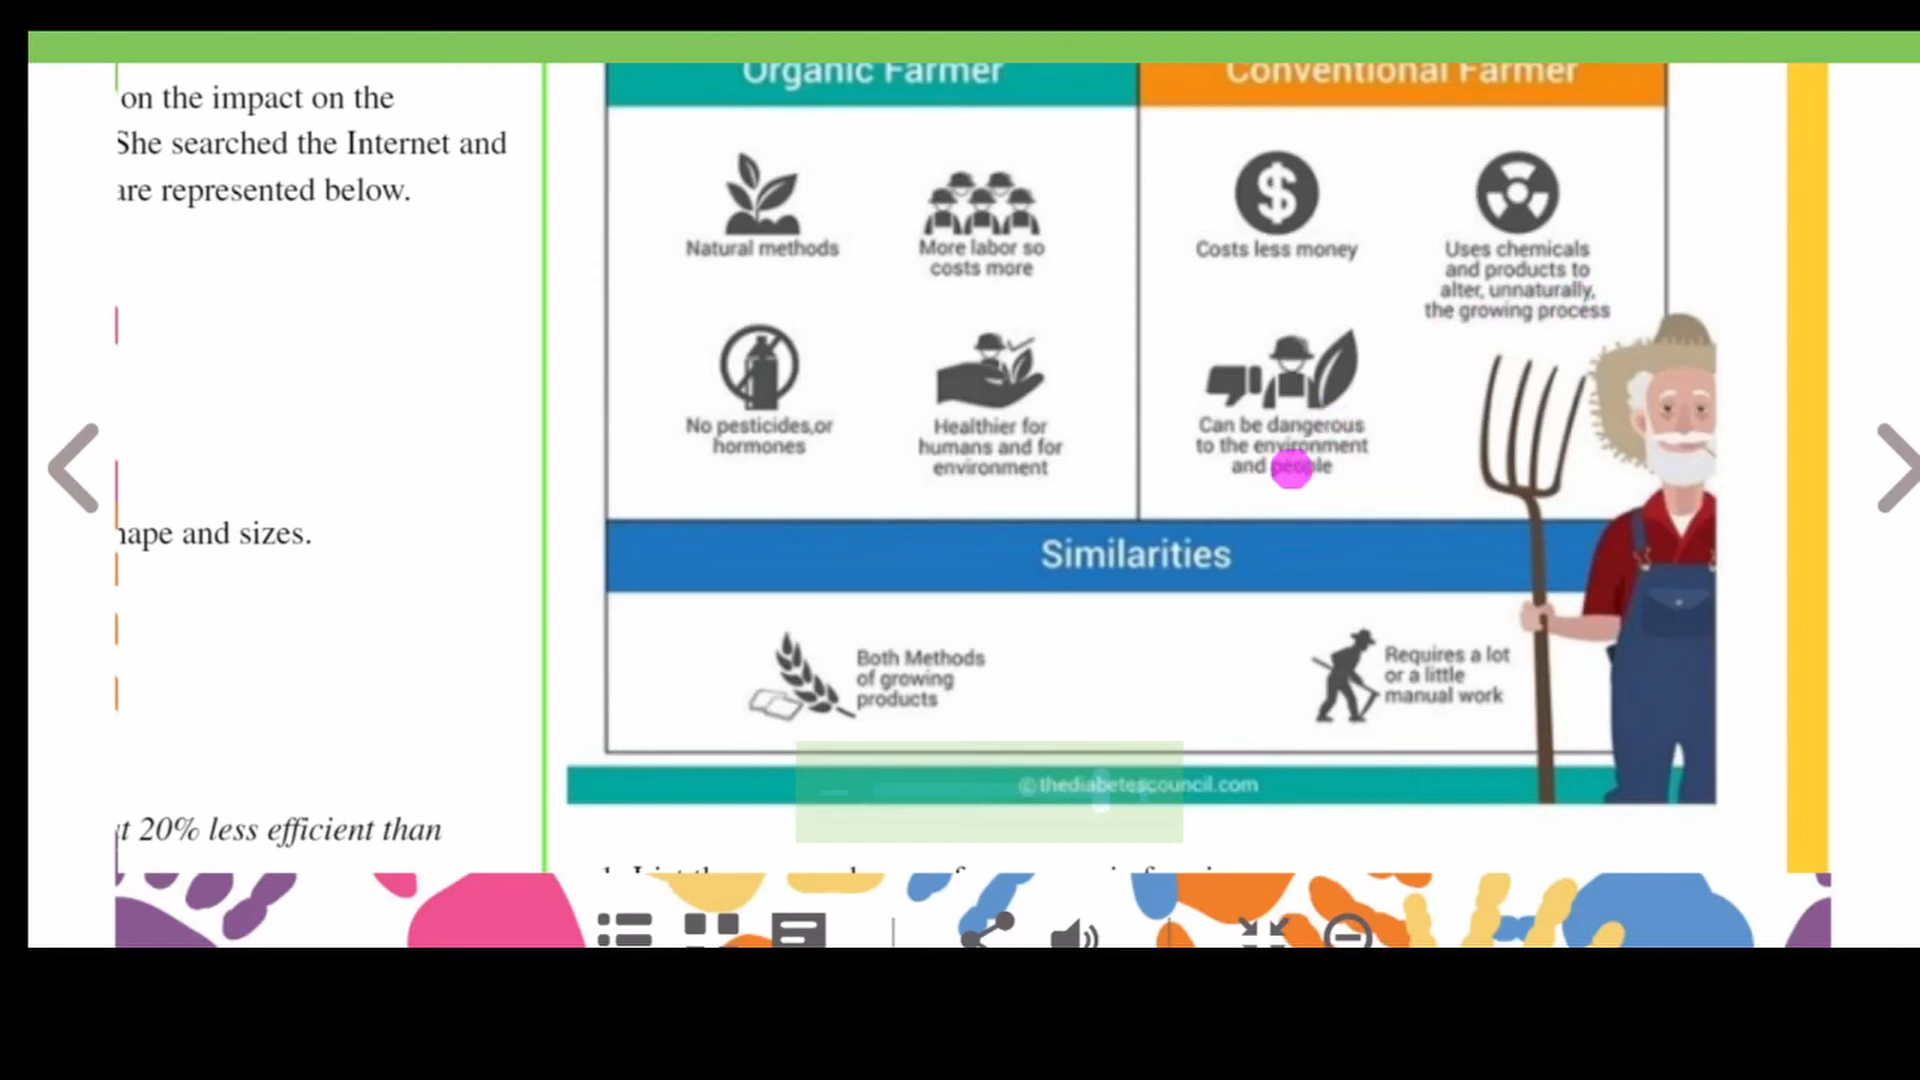 on the impact on the
She searched the Internet and
are represented below.
hape and sizes.
t 20% less efficient than
Organic Farmer
Conventional Farmer
Natural methods
More labor so
costs more
Costs less money
Uses chemicals
and products to
alter, unnaturally,
the growing process
No pesticides,or
hormones
Healthier for
humans and for
environment
Can be dangerous
to the environment
and people
Similarities
Both Methods
of growing
products
Requires a lot
or a little
manual work
©thediabetescouncil.com